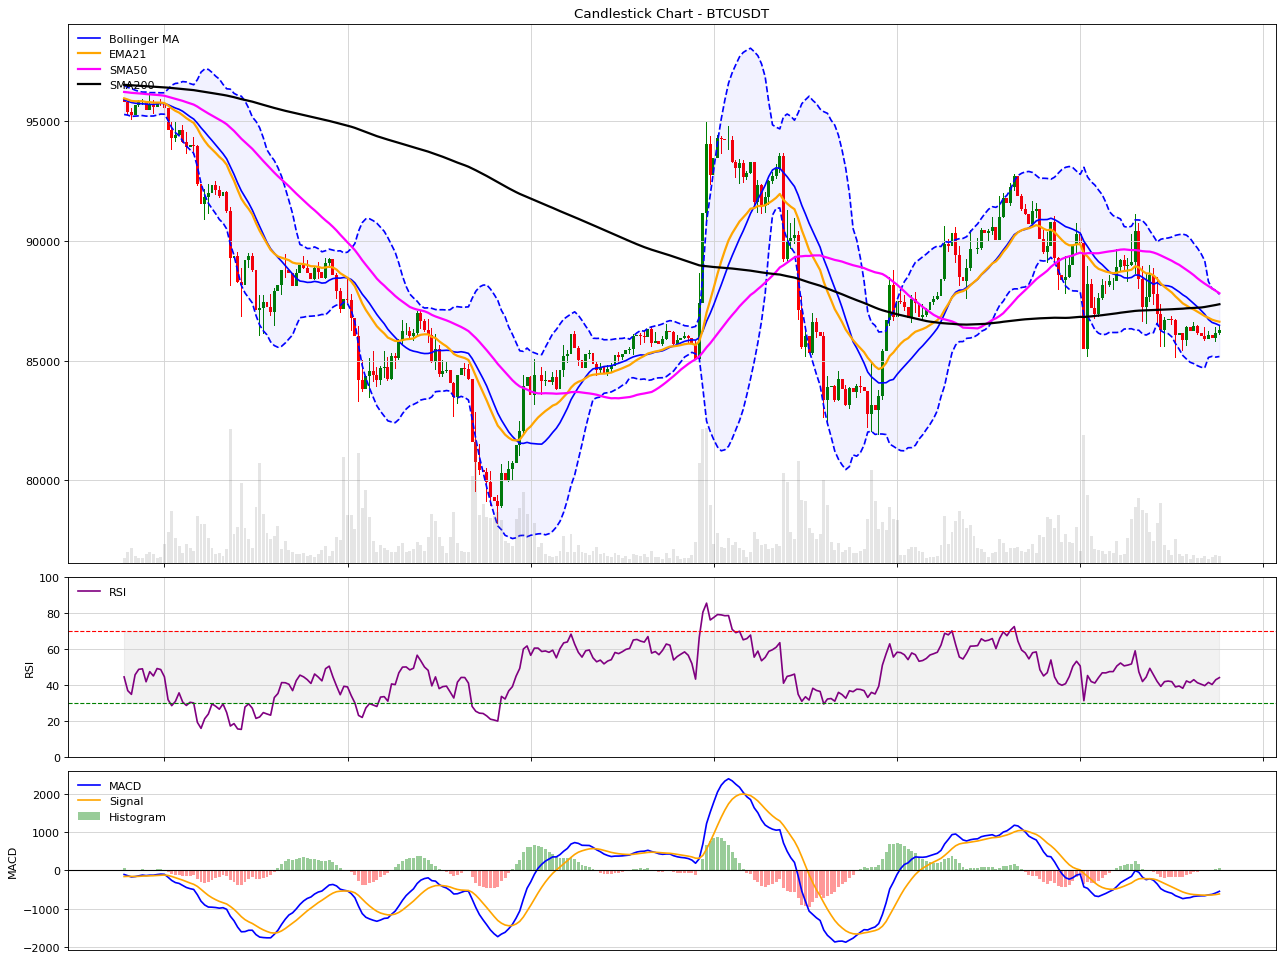 Candlestick Chart - BTCUSDT
Bollinger MA
EMA21
SMA50
SMA200
95000
90000
85000
80000
RSI
100
80
60
40
20
0
RSI
MACD
Signal
Histogram
2000
1000
0
−1000
−2000
MACD